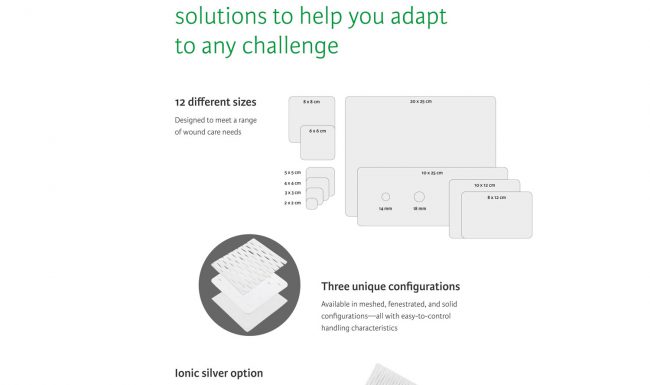 solutions to help you adapt
to any challenge
12 different sizes
Designed to meet a range
of wound care needs
8 x 8 cm
6 x 6 cm
20 x 25 cm
5 x 5 cm
4 x 4 cm
3 x 3 cm
2 x 2 cm
10 x 25 cm
14 mm
18 mm
10 x 12 cm
8 x 12 cm
Three unique configurations
Available in meshed, fenestrated, and solid
configurations—all with easy-to-control
handling characteristics
Ionic silver option